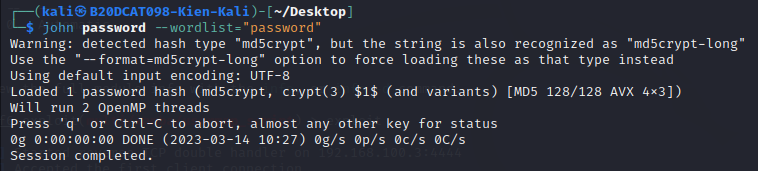 ┌──(kali㉿B20DCAT098-Kien-Kali)-[~/Desktop]
└─$ john password --wordlist="password"
Warning: detected hash type "md5crypt", but the string is also recognized as "md5crypt-long"
Use the "--format=md5crypt-long" option to force loading these as that type instead
Using default input encoding: UTF-8
Loaded 1 password hash (md5crypt, crypt(3) $1$ (and variants) [MD5 128/128 AVX 4×3])
Will run 2 OpenMP threads
Press 'q' or Ctrl-C to abort, almost any other key for status
0g 0:00:00:00 DONE (2023-03-14 10:27) 0g/s 0p/s 0c/s 0C/s
Session completed.